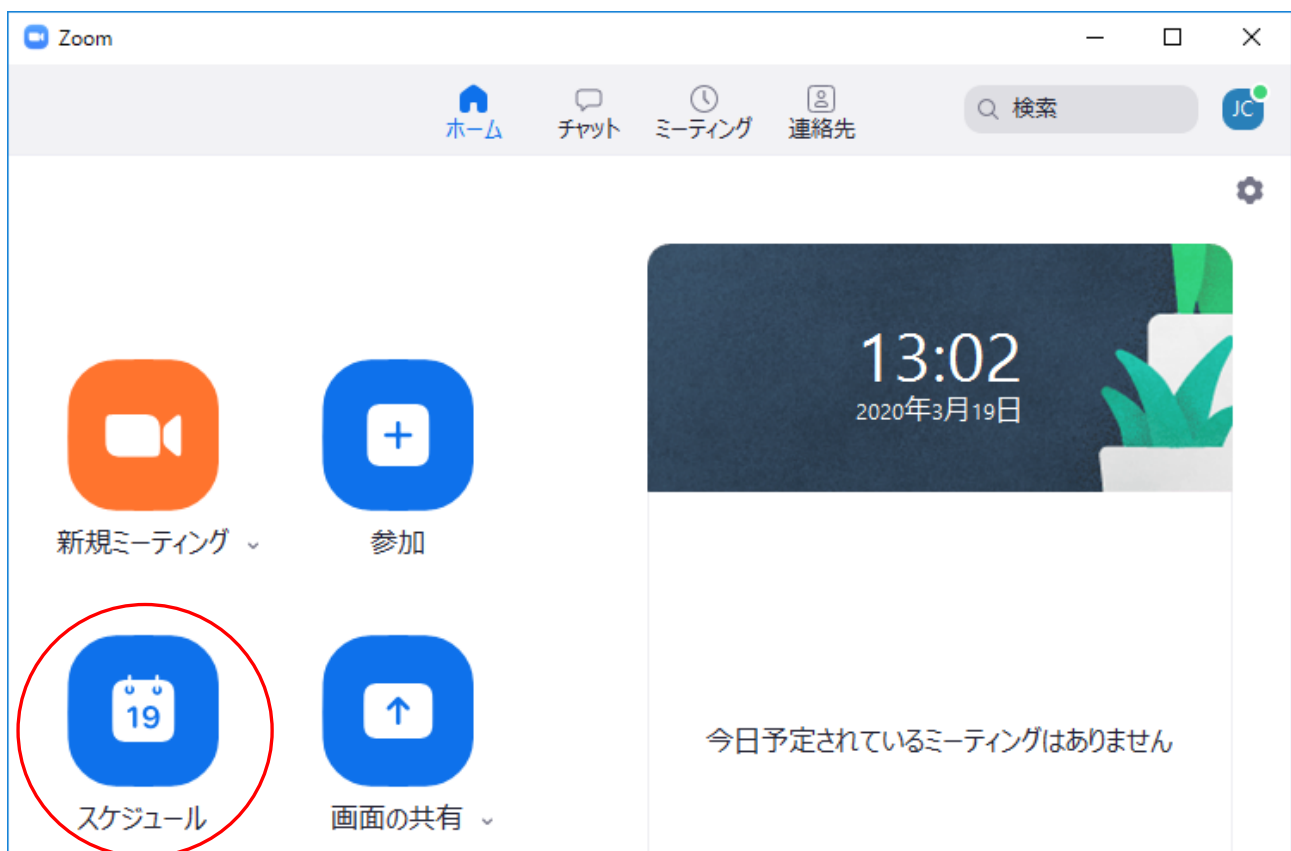 Zoom
ホーム
チャット
ミーティング
連絡先
検索
JC
13:02
2020年3月19日
新規ミーティング
参加
19
スケジュール
画面の共有
今日予定されているミーティングはありません